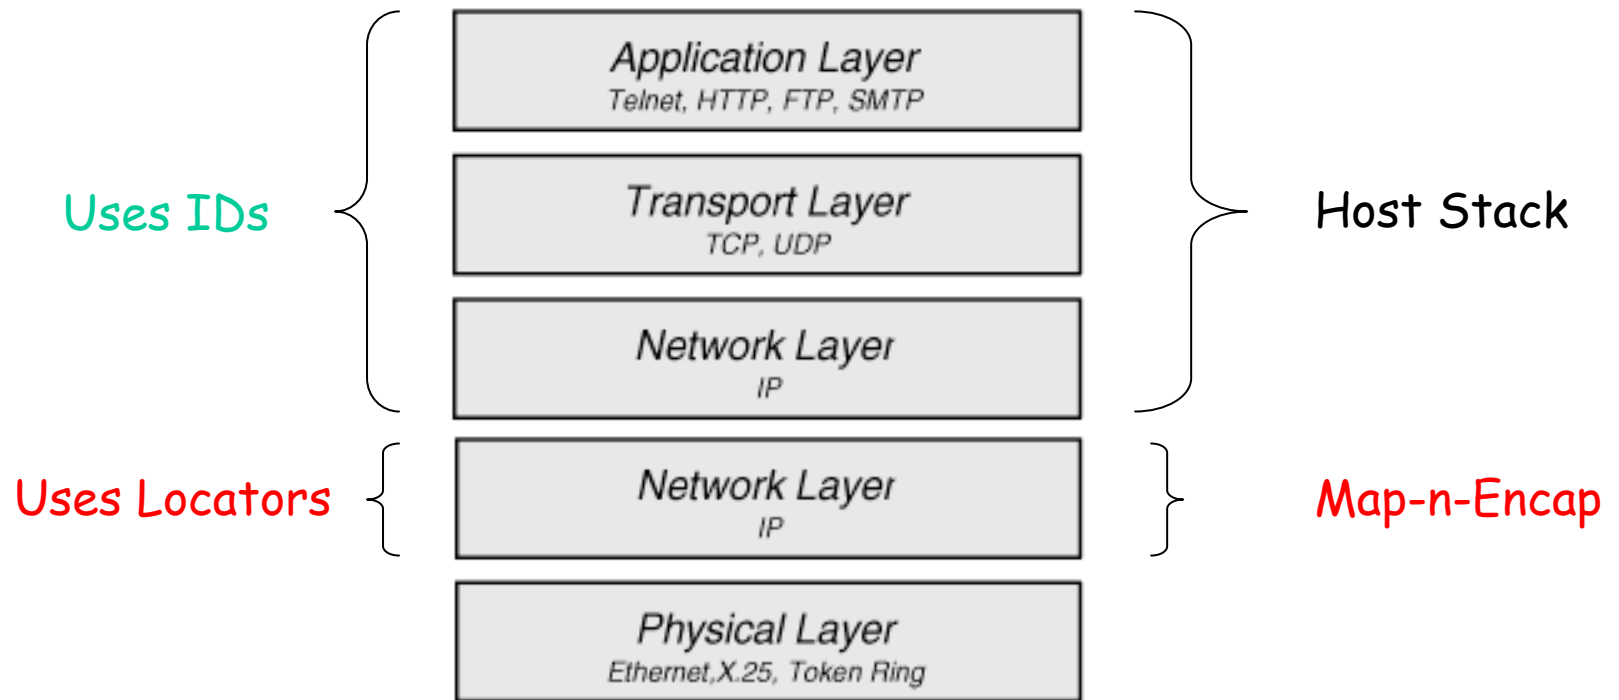 Application Layer
Telnet, HTTP, FTP, SMTP
Transport Layer
TCP, UDP
Uses IDs
Host Stack
Network Layer
IP
Network Layer
IP
Uses Locators
Map-n-Encap
Physical Layer
Ethernet,X.25, Token Ring